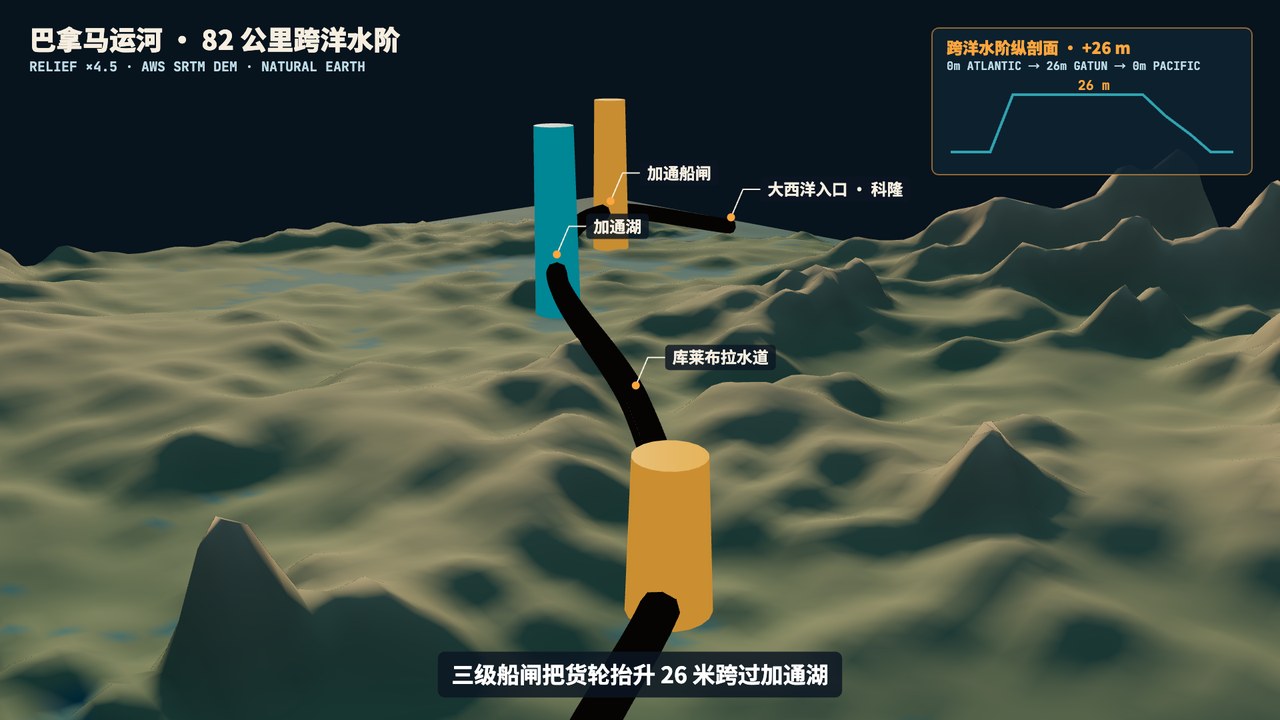 巴拿马运河 · 82 公里跨洋水阶
RELIEF ×4.5 · AWS SRTM DEM · NATURAL EARTH
跨洋水阶纵剖面 · +26 m
0m ATLANTIC → 26m GATUN → 0m PACIFIC
26 m
加通船闸
大西洋入口 · 科隆
加通湖
库莱布拉水道
三级船闸把货轮抬升 26 米跨过加通湖